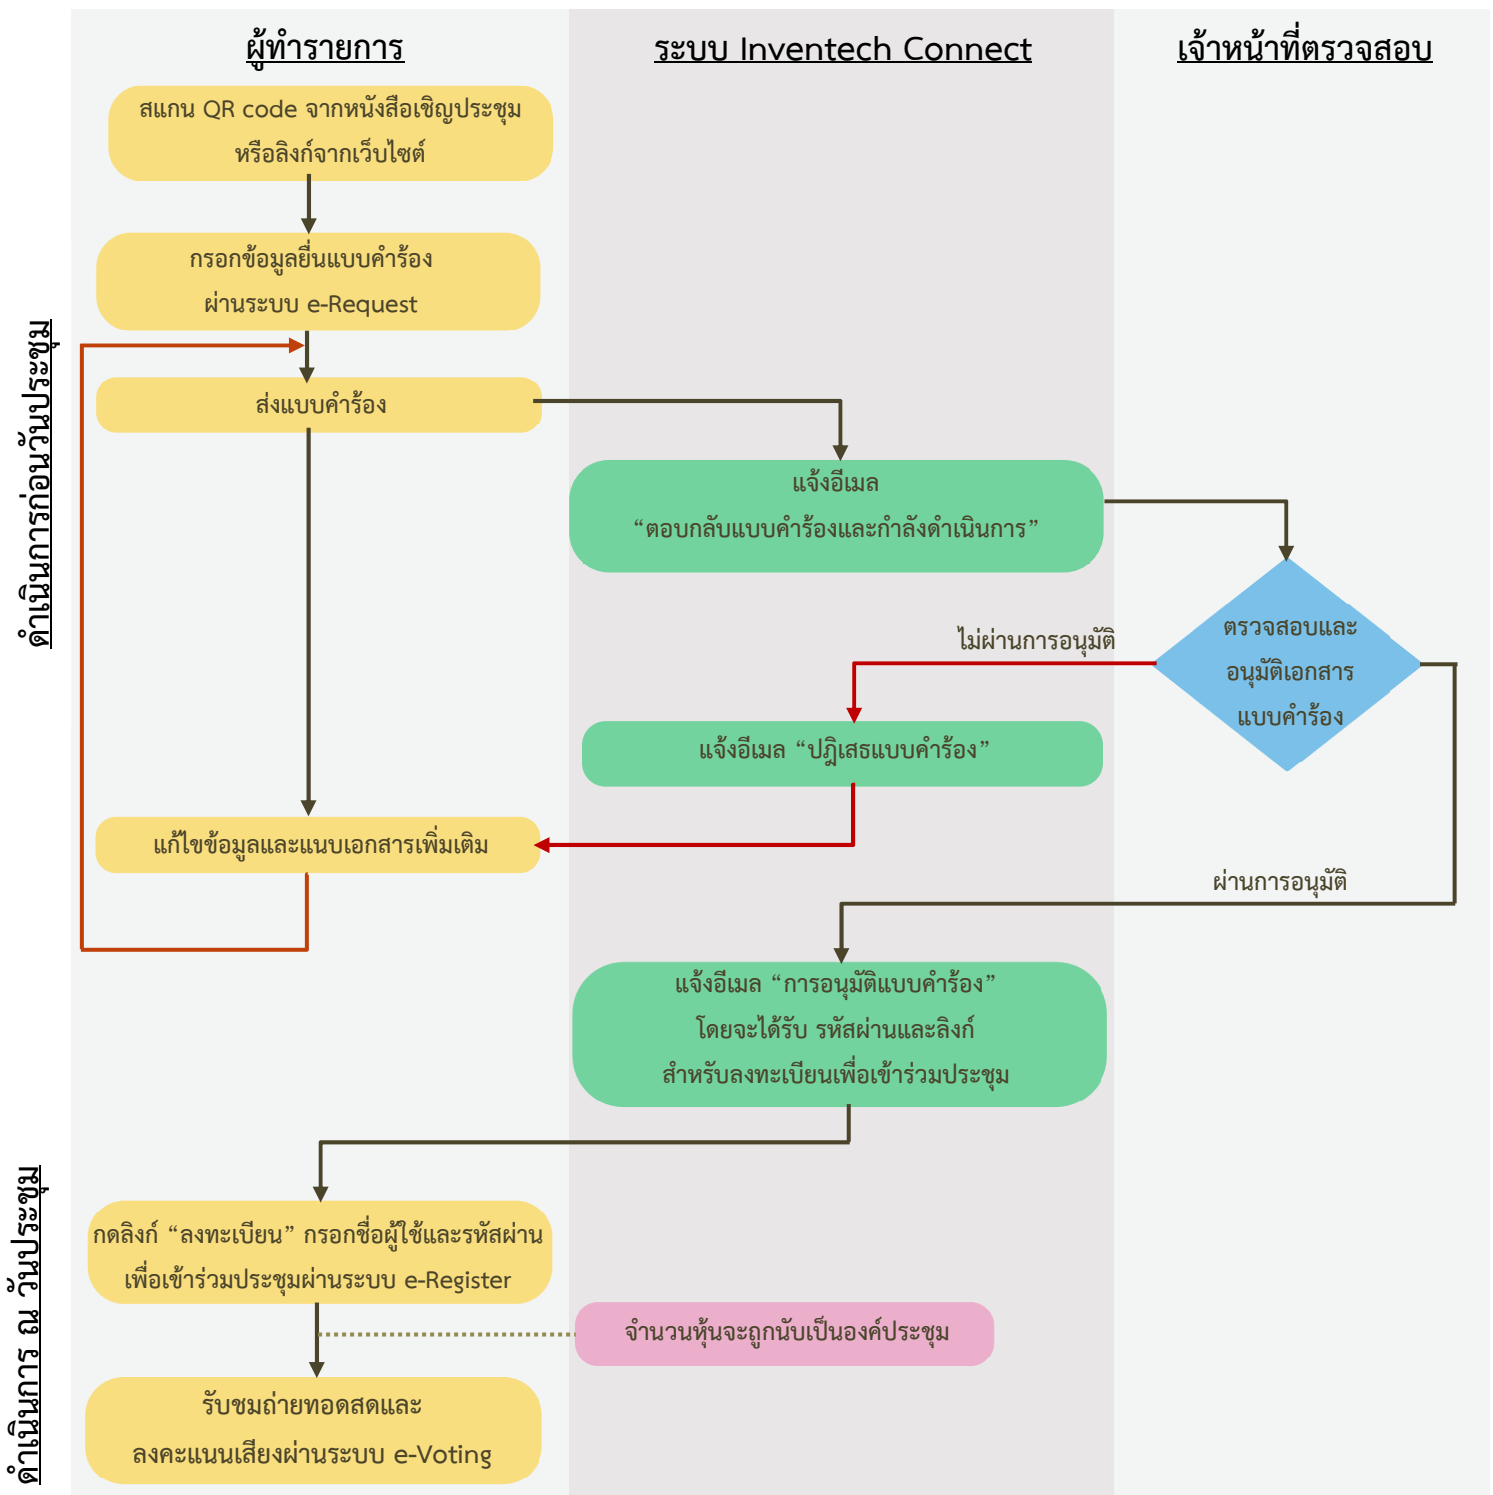 ผู้ทำรายการ
ระบบ Inventech Connect
เจ้าหน้าที่ตรวจสอบ
ดำเนินการก่อนวันประชุม
สแกน QR code จากหนังสือเชิญประชุม
หรือลิงก์จากเว็บไซต์
กรอกข้อมูลยื่นแบบคำร้อง
ผ่านระบบ e-Request
ส่งแบบคำร้อง
แจ้งอีเมล
“ตอบกลับแบบคำร้องและกำลังดำเนินการ”
ตรวจสอบและ
อนุมัติเอกสาร
แบบคำร้อง
ไม่ผ่านการอนุมัติ
แจ้งอีเมล “ปฎิเสธแบบคำร้อง”
แก้ไขข้อมูลและแนบเอกสารเพิ่มเติม
ผ่านการอนุมัติ
แจ้งอีเมล “การอนุมัติแบบคำร้อง”
โดยจะได้รับ รหัสผ่านและลิงก์
สำหรับลงทะเบียนเพื่อเข้าร่วมประชุม
ดำเนินการ ณ วันประชุม
กดลิงก์ “ลงทะเบียน” กรอกชื่อผู้ใช้และรหัสผ่าน
เพื่อเข้าร่วมประชุมผ่านระบบ e-Register
จำนวนหุ้นจะถูกนับเป็นองค์ประชุม
รับชมถ่ายทอดสดและ
ลงคะแนนเสียงผ่านระบบ e-Voting